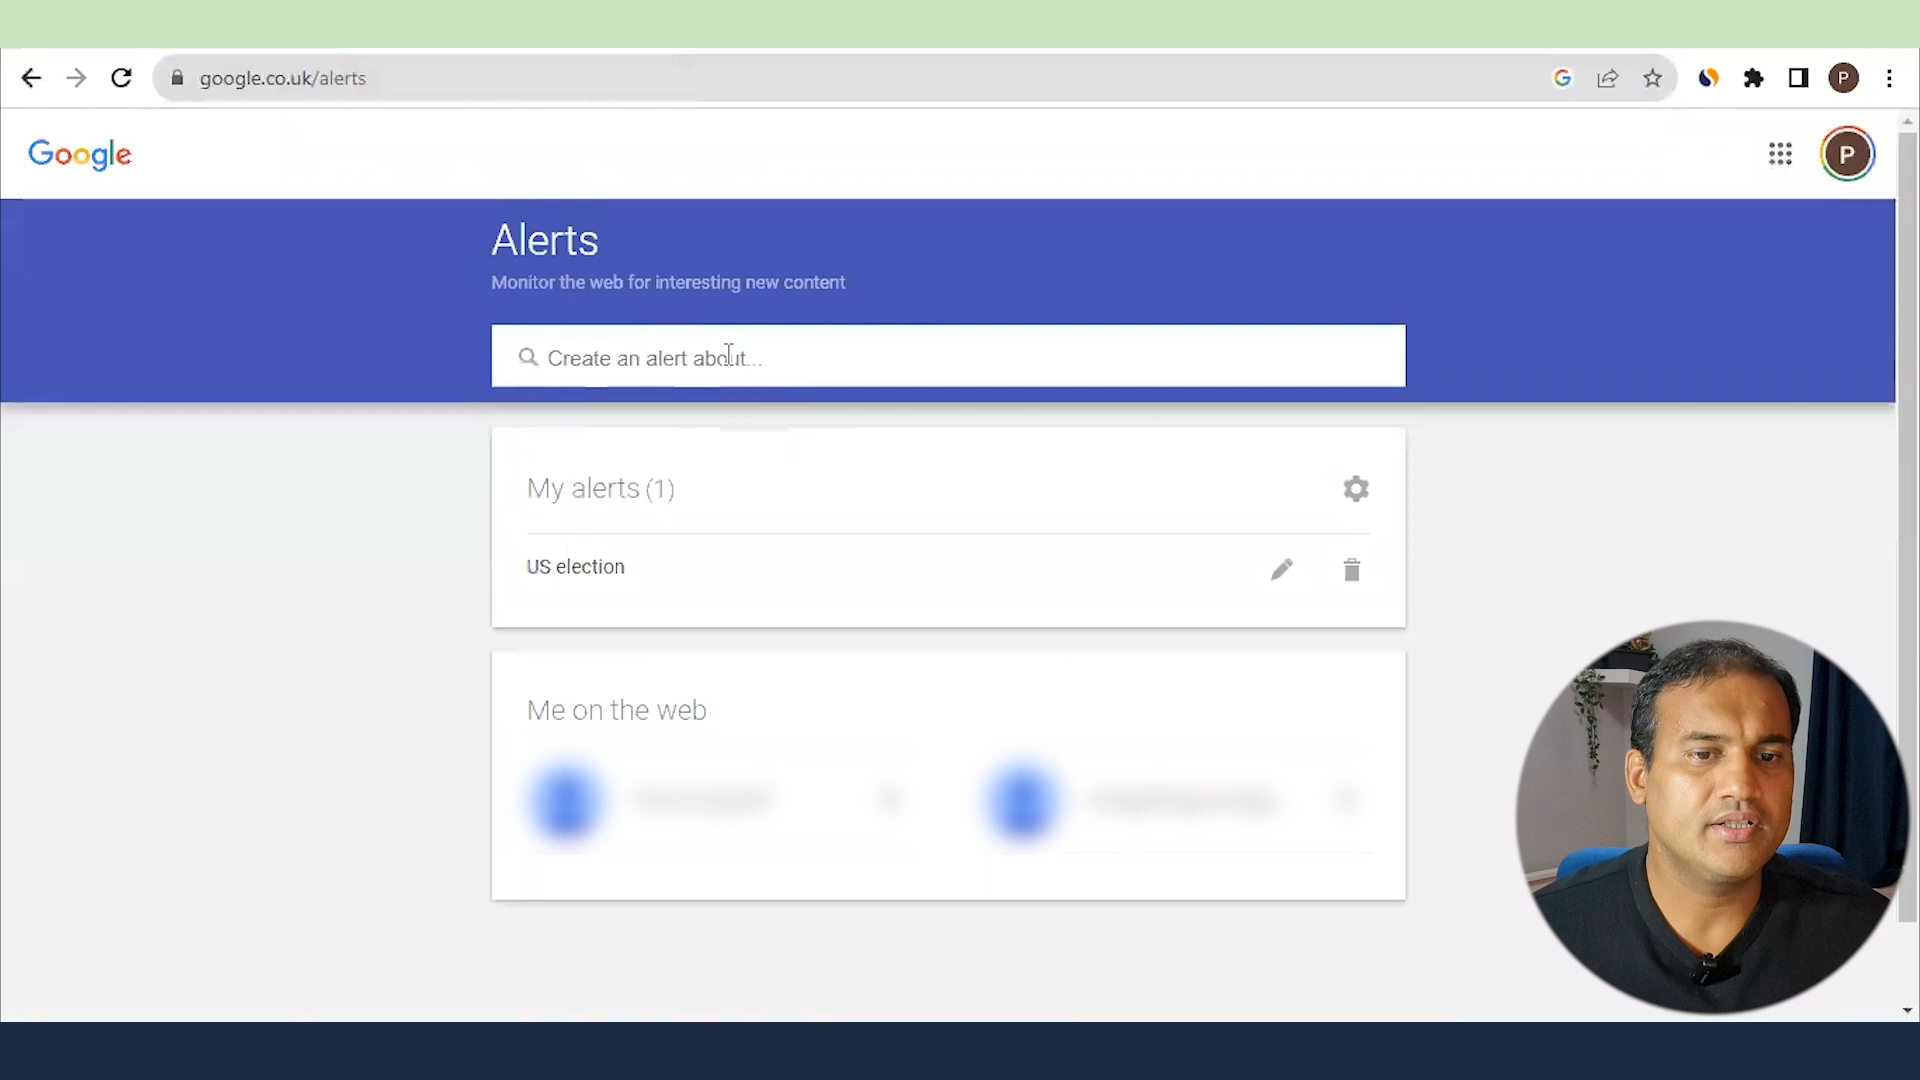 google.co.uk/alerts
P
Google
P
Alerts
Monitor the web for interesting new content
Create an alert about...
My alerts (1)
US election
Me on the web